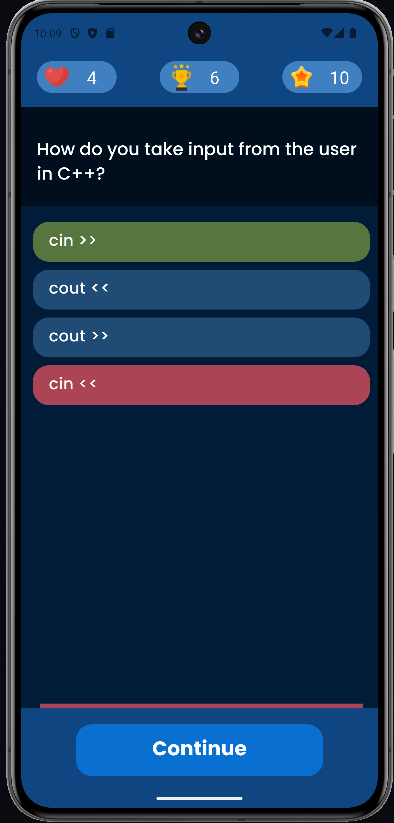 10:09
4
6
10
How do you take input from the user
in C++?
cin >>
cout <<
cout >>
cin <<
Continue